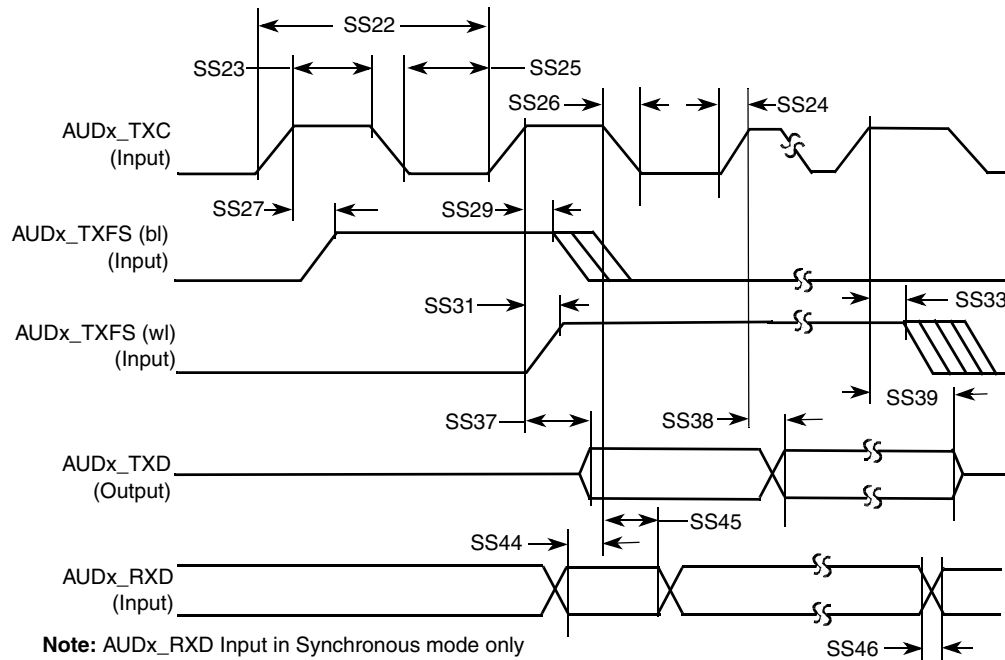 SS22
SS23
SS25
SS26
SS24
AUDx_TXC
(Input)
SS27
SS29
AUDx_TXFS (bl)
(Input)
SS31
SS33
AUDx_TXFS (wl)
(Input)
SS39
SS37
SS38
AUDx_TXD
(Output)
SS45
SS44
AUDx_RXD
(Input)
Note: AUDx_RXD Input in Synchronous mode only
SS46